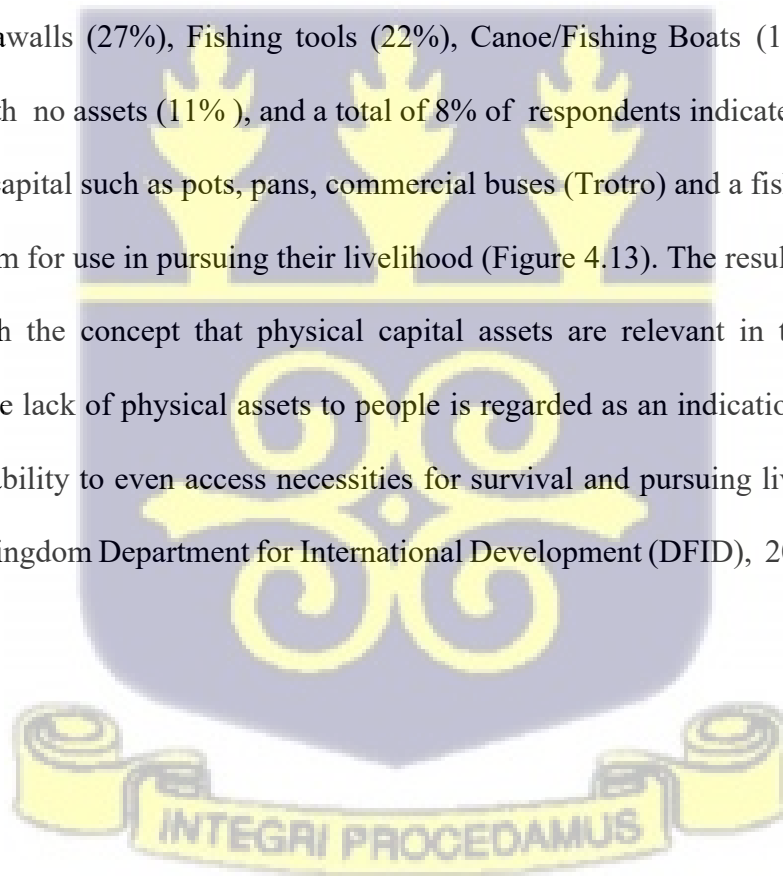 awalls (27%), Fishing tools (22%), Canoe/Fishing Boats (1
th no assets (11% ), and a total of 8% of respondents indicate
capital such as pots, pans, commercial buses (Trotro) and a fis
m for use in pursuing their livelihood (Figure 4.13). The resul
h the concept that physical capital assets are relevant in t
e lack of physical assets to people is regarded as an indicatio
ability to even access necessities for survival and pursuing liv
ingdom Department for International Development (DFID), 20
INTEGRI PROCEDAMUS